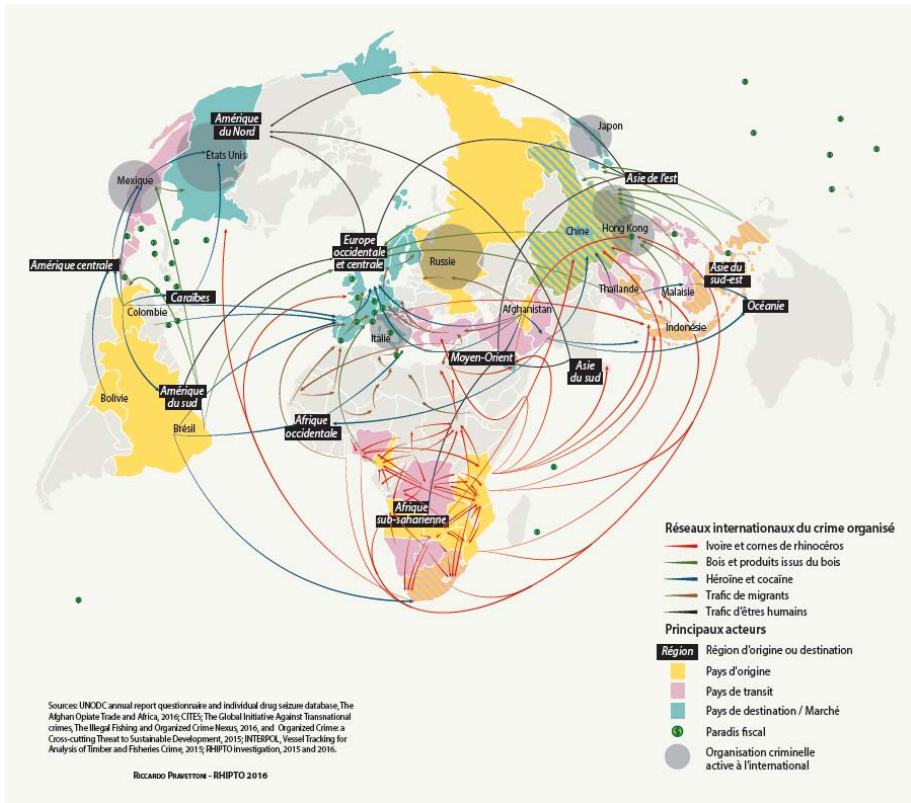 Amérique
du Nord
États Unis
Mexique
Japon
Asie de l'est
Chine
Hong Kong
Europe
occidentale
et centrale
Russie
Amérique centrale
Caraïbes
Colombie
Thaïlande
Malaisie
Asie du
sud-est
Océanie
Afghanistan
Indonésie
Italie
Moyen-Orient
Asie
du sud
Bolivie
Amérique
du sud
Brésil
Afrique
occidentale
Afrique
sub-saharienne
Réseaux internationaux du crime organisé
Ivoire et cornes de rhinocéros
Bois et produits issus du bois
Héroïne et cocaïne
Trafic de migrants
Trafic d'êtres humains
Principaux acteurs
Région Région d'origine ou destination
Pays d'origine
Pays de transit
Pays de destination / Marché
$ Paradis fiscal
Organisation criminelle
active à l'international
Sources: UNODC annual report questionnaire and individual drug seizure database, The
Afghan Opiate Trade and Africa, 2016; CITES; The Global Initiative Against Transnational
crimes, The Illegal Fishing and Organized Crime Nexus, 2016, and Organized Crime: a
Cross-cutting Threat to Sustainable Development, 2015; INTERPOL, Vessel Tracking for
Analysis of Timber and Fisheries Crime, 2015; RHIPTO investigation, 2015 and 2016.
Riccardo Pravettoni - RHIPTO 2016